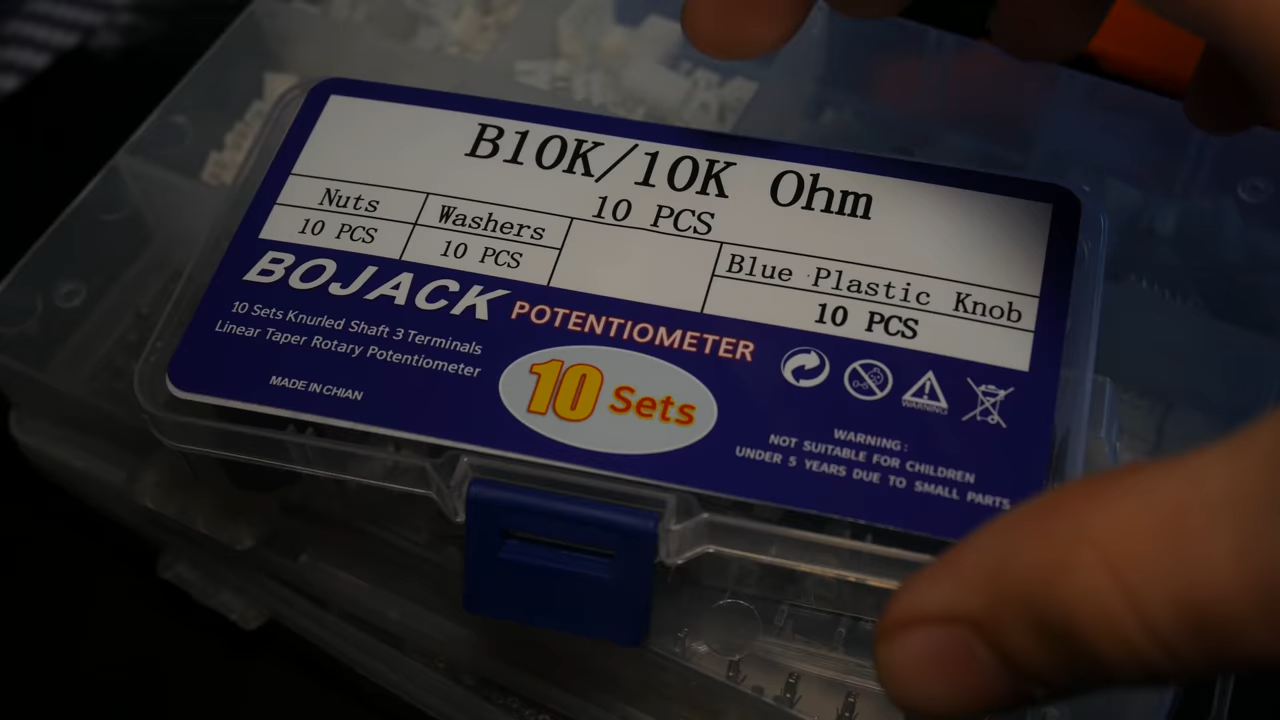 B10K/10K Ohm
10 PCS
Nuts
10 PCS
Washers
10 PCS
Blue Plastic Knob
10 PCS
BOJACK POTENTIOMETER
10 Sets Knurled Shaft 3 Terminals
Linear Taper Rotary Potentiometer
MADE IN CHIAN
10 Sets
0-3
WARNING
WARNING:
NOT SUITABLE FOR CHILDREN
UNDER 5 YEARS DUE TO SMALL PARTS